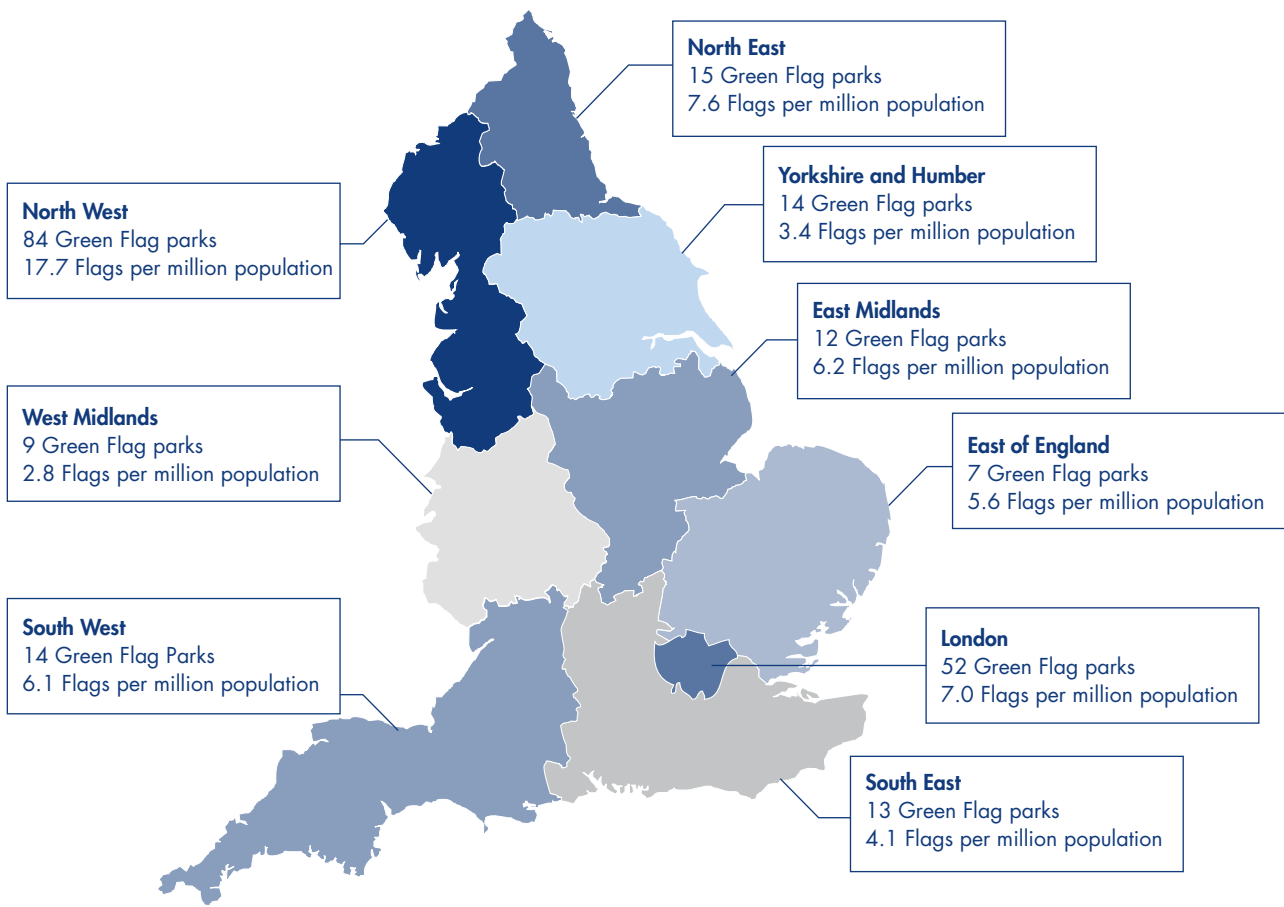 North East
15 Green Flag parks
7.6 Flags per million population
Yorkshire and Humber
14 Green Flag parks
3.4 Flags per million population
North West
84 Green Flag parks
17.7 Flags per million population
East Midlands
12 Green Flag parks
6.2 Flags per million population
West Midlands
9 Green Flag parks
2.8 Flags per million population
East of England
7 Green Flag parks
5.6 Flags per million population
South West
14 Green Flag Parks
6.1 Flags per million population
London
52 Green Flag parks
7.0 Flags per million population
South East
13 Green Flag parks
4.1 Flags per million population